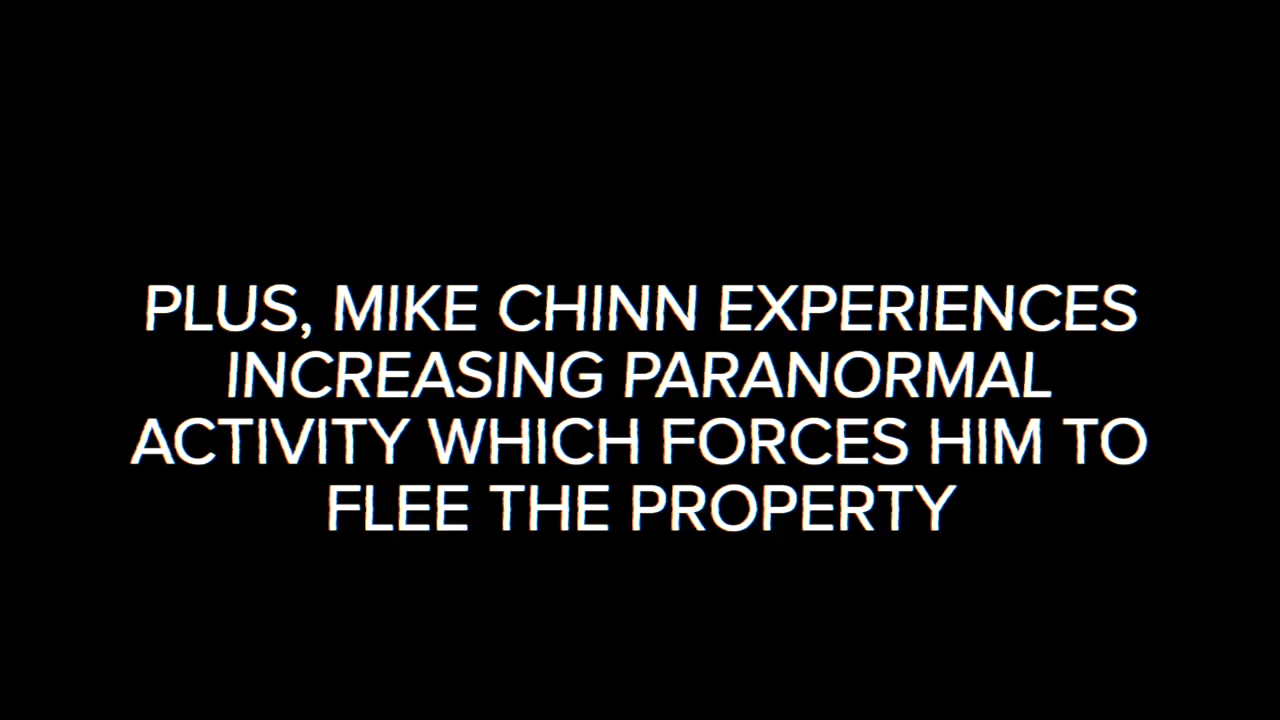 PLUS, MIKE CHINN EXPERIENCES
INCREASING PARANORMAL
ACTIVITY WHICH FORCES HIM TO
FLEE THE PROPERTY